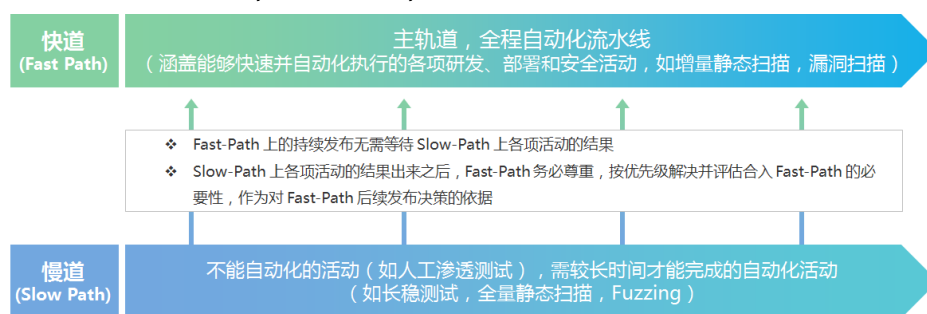 快道
(Fast Path)
主轨道，全程自动化流水线
（涵盖能够快速并自动化执行的各项研发、部署和安全活动，如增量静态扫描，漏洞扫描）
❖ Fast-Path 上的持续发布无需等待 Slow-Path 上各项活动的结果
❖ Slow-Path 上各项活动的结果出来之后，Fast-Path 务必尊重，按优先级解决并评估合入 Fast-Path 的必
要性，作为对 Fast-Path 后续发布决策的依据
慢道
(Slow Path)
不能自动化的活动（如人工渗透测试），需较长时间才能完成的自动化活动
（如长稳测试，全量静态扫描，Fuzzing）